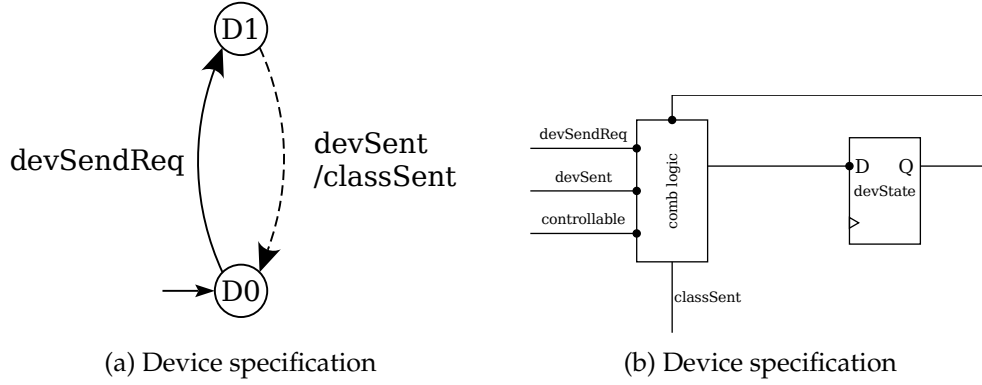 D1
devSendReq
devSent
/classSent
D0
(a) Device specification
devSendReq
devSent
controllable
comb logic
classSent
D Q
devState
(b) Device specification